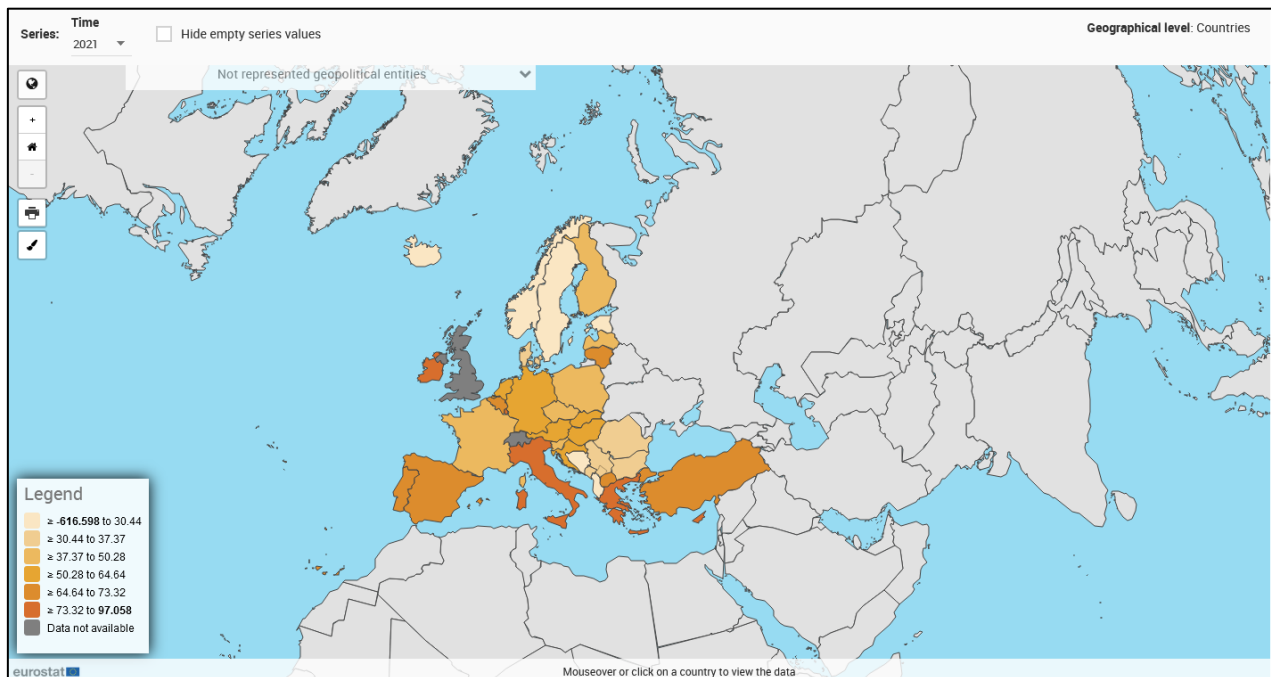 Series:
Time
2021
Hide empty series values
Geographical level: Countries
Not represented geopolitical entities
+
-
Legend
≥ -616.598 to 30.44
≥ 30.44 to 37.37
≥ 37.37 to 50.28
≥ 50.28 to 64.64
≥ 64.64 to 73.32
≥ 73.32 to 97.058
Data not available
eurostat
Mouseover or click on a country to view the data